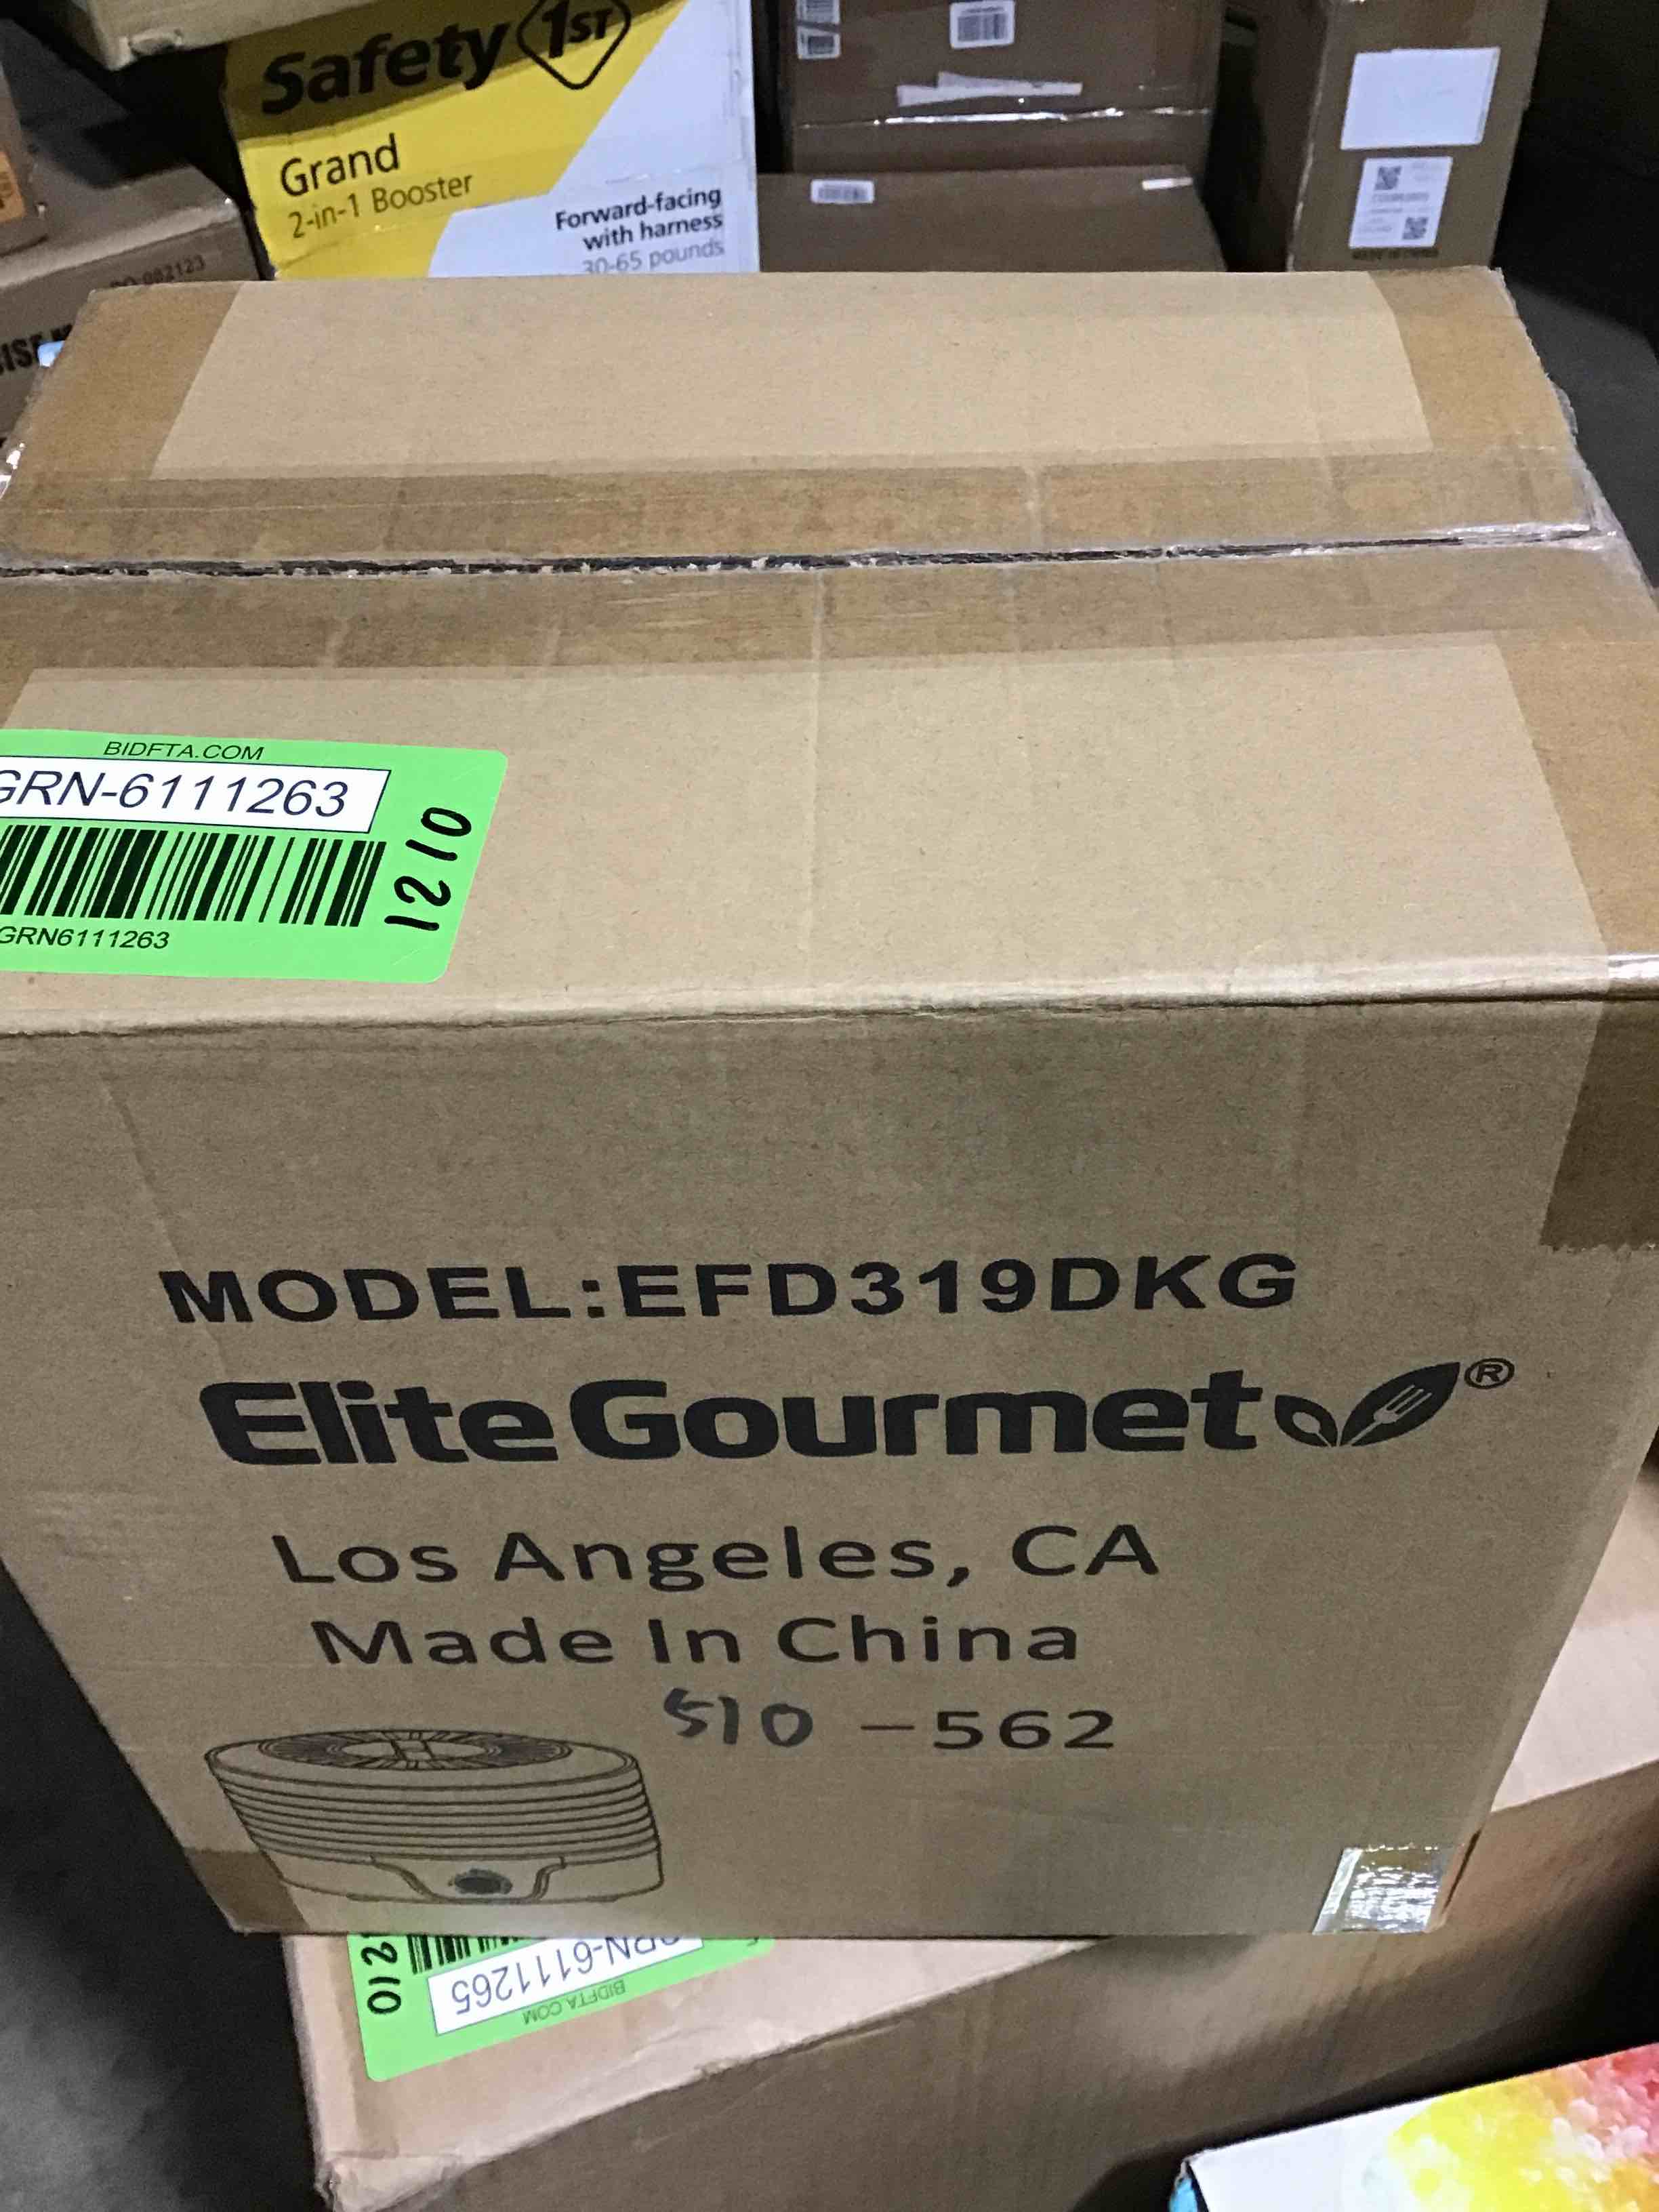 Safety 1ST
Grand
2-in-1 Booster
Forward-facing
with harness
30-65 pounds
BIDFTA.COM
GRN-6111263
1210
GRN6111263
MODEL:EFD319DKG
Elite Gourmet ®
Los Angeles, CA
Made In China
510 -562
1210
GRN-6111265
BIDFTA.COM